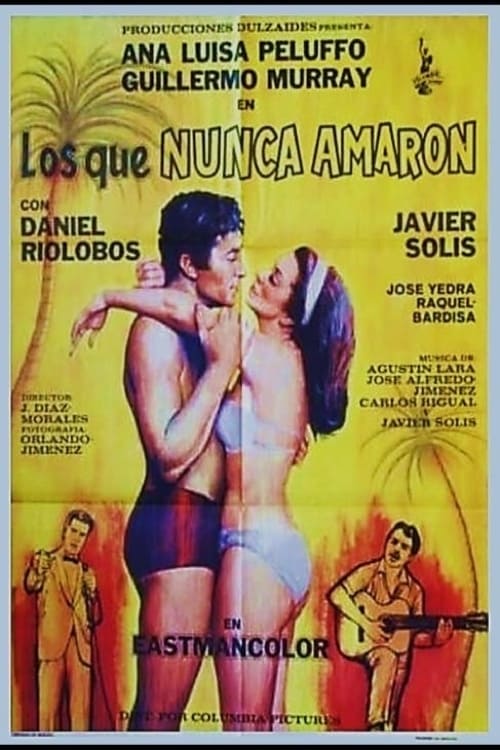 PRODUCCIONES DULZAIDES PRESENTA:
ANA LUISA PELUFFO
GUILLERMO MURRAY
EN
LOS QUE NUNCA AMARON
CON
DANIEL
RIOLOBOS
JAVIER
SOLIS
JOSE YEDRA
RAQUEL-
BARDISA
MUSICA DE:
AGUSTIN LARA
JOSE ALFREDO-
JIMENEZ
CARLOS RIGUAL
Y
JAVIER SOLIS
DIRECTOR
J. DIAZ-
MORALES
FOTOGRAFIA
ORLANDO-
JIMENEZ
EN
EASTMANCOLOR
DIST. POR COLUMBIA PICTURES